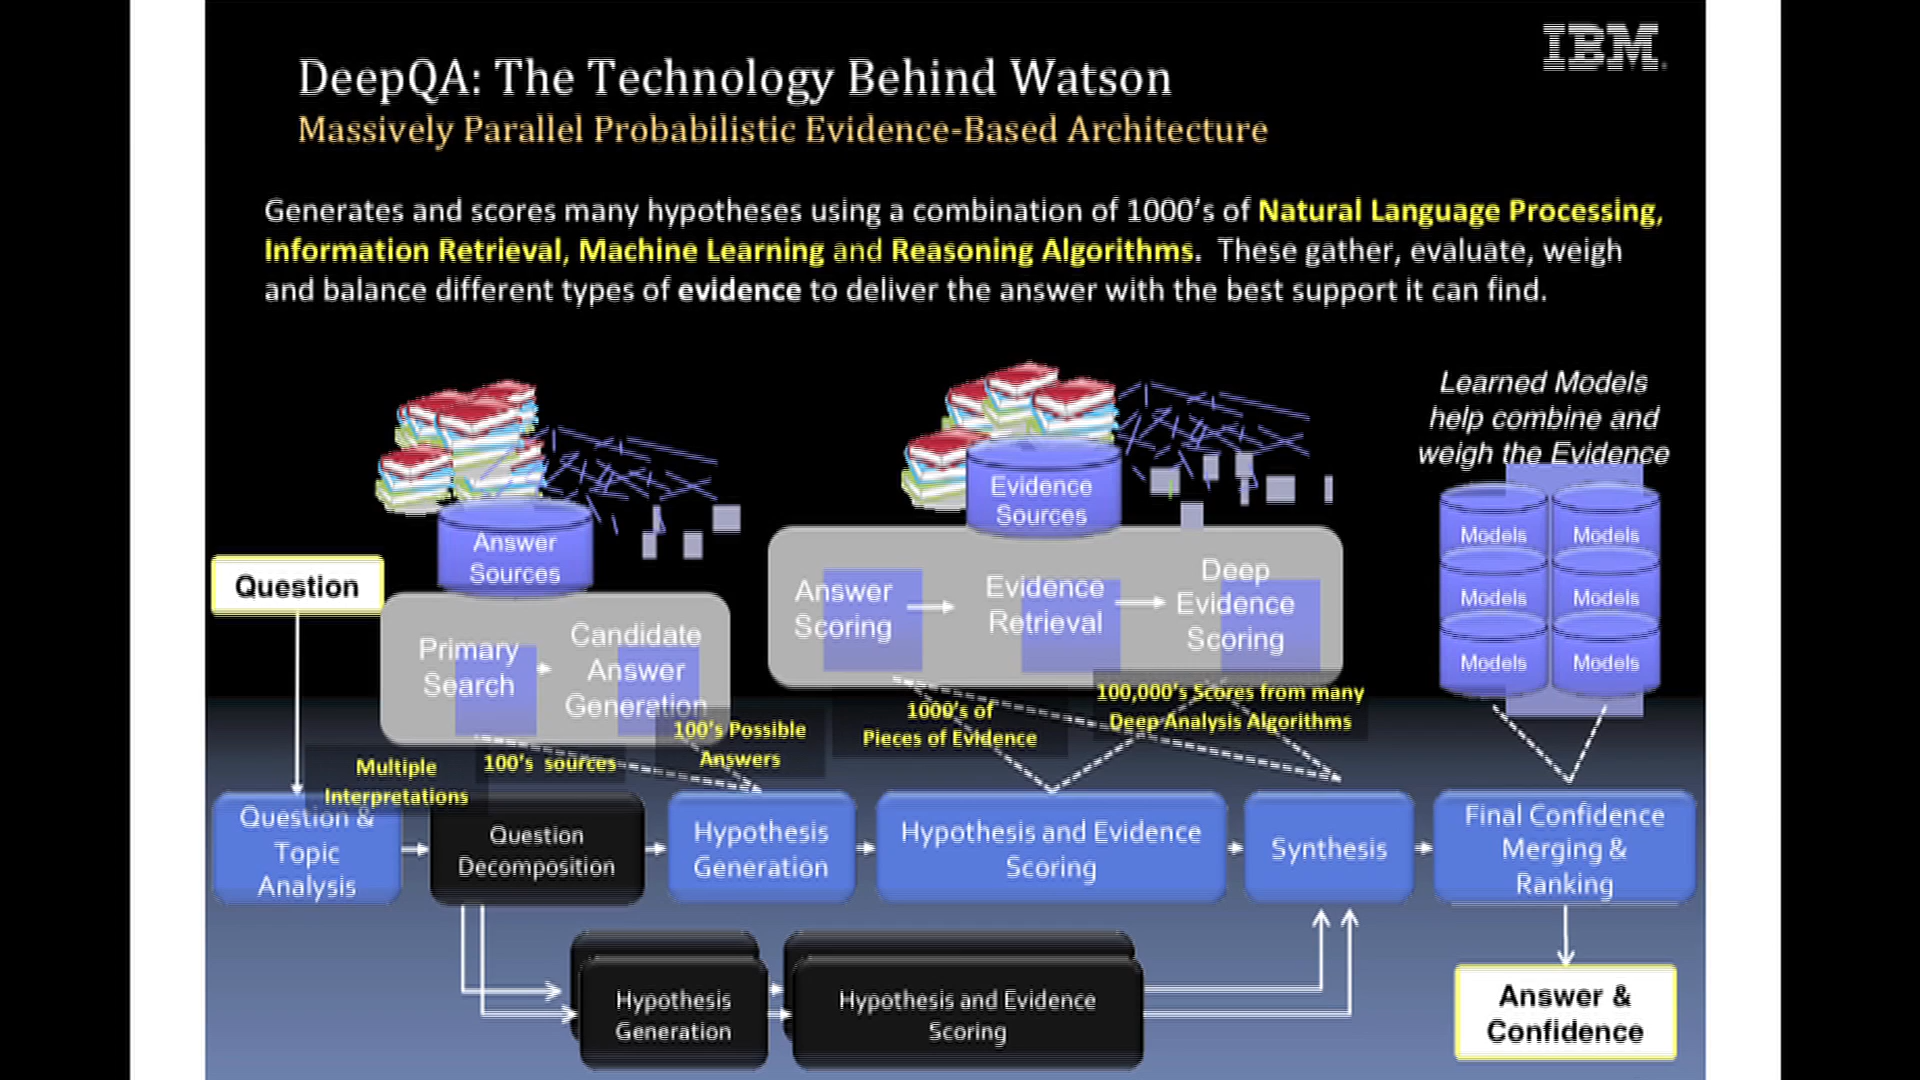 IBM
DeepQA: The Technology Behind Watson
Massively Parallel Probabilistic Evidence-Based Architecture
Generates and scores many hypotheses using a combination of 1000's of Natural Language Processing,
Information Retrieval, Machine Learning and Reasoning Algorithms. These gather, evaluate, weigh
and balance different types of evidence to deliver the answer with the best support it can find.
Learned Models
help combine and
weigh the Evidence
Question
Answer
Sources
Primary
Search
Candidate
Answer
Generation
Evidence
Sources
Answer
Scoring
Evidence
Retrieval
Deep
Evidence
Scoring
Models
Models
Models
Models
Models
Models
Multiple
Interpretations
100's sources
100's Possible
Answers
1000's of
Pieces of Evidence
100,000's Scores from many
Deep Analysis Algorithms
Question &
Topic
Analysis
Question
Decomposition
Hypothesis
Generation
Hypothesis and Evidence
Scoring
Synthesis
Final Confidence
Merging &
Ranking
Hypothesis
Generation
Hypothesis and Evidence
Scoring
Answer &
Confidence